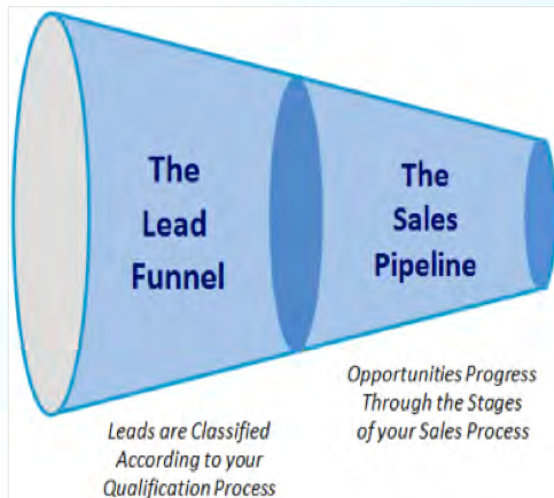 The
Lead
Funnel
The
Sales
Pipeline
Leads are Classified
According to your
Qualification Process
Opportunities Progress
Through the Stages
of your Sales Process